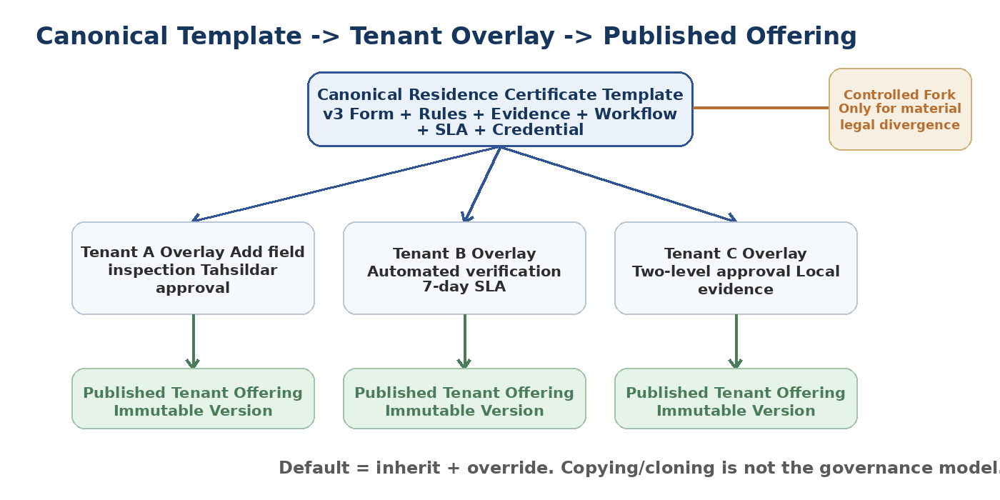 Canonical Template -> Tenant Overlay -> Published Offering
Canonical Residence Certificate Template
v3 Form + Rules + Evidence + Workflow
+ SLA + Credential
Controlled Fork
Only for material
legal divergence
Tenant A Overlay Add field
inspection Tahsildar
approval
Tenant B Overlay
Automated verification
7-day SLA
Tenant C Overlay
Two-level approval Local
evidence
Published Tenant Offering
Immutable Version
Published Tenant Offering
Immutable Version
Published Tenant Offering
Immutable Version
Default = inherit + override. Copying/cloning is not the governance model.